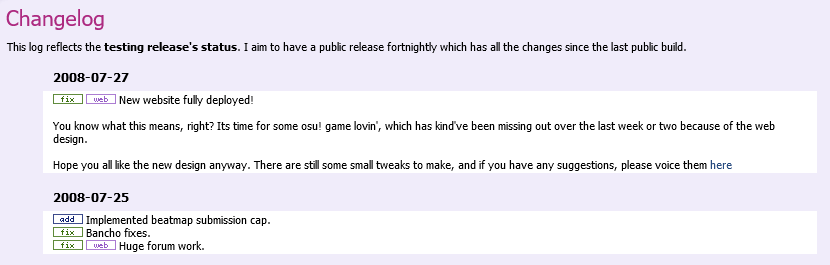 Changelog
This log reflects the testing release's status. I aim to have a public release fortnightly which has all the changes since the last public build.
2008-07-27
fix web New website fully deployed!
You know what this means, right? Its time for some osu! game lovin', which has kind've been missing out over the last week or two because of the web
design.
Hope you all like the new design anyway. There are still some small tweaks to make, and if you have any suggestions, please voice them here
2008-07-25
add Implemented beatmap submission cap.
fix Bancho fixes.
fix web Huge forum work.